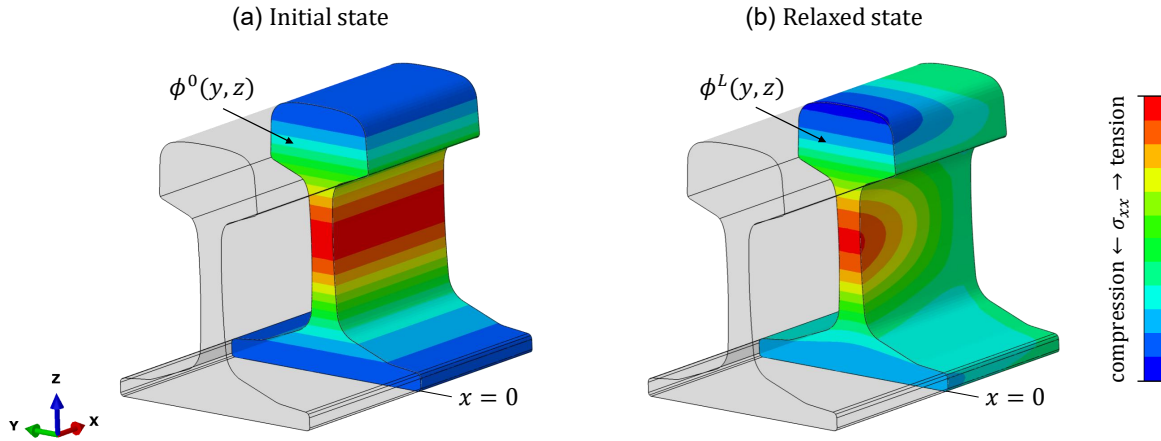 (a) Initial state
(b) Relaxed state
ϕ⁰(y, z)
ϕᴸ(y, z)
compression ← σₓₓ → tension
x = 0
x = 0
Z
Y
X